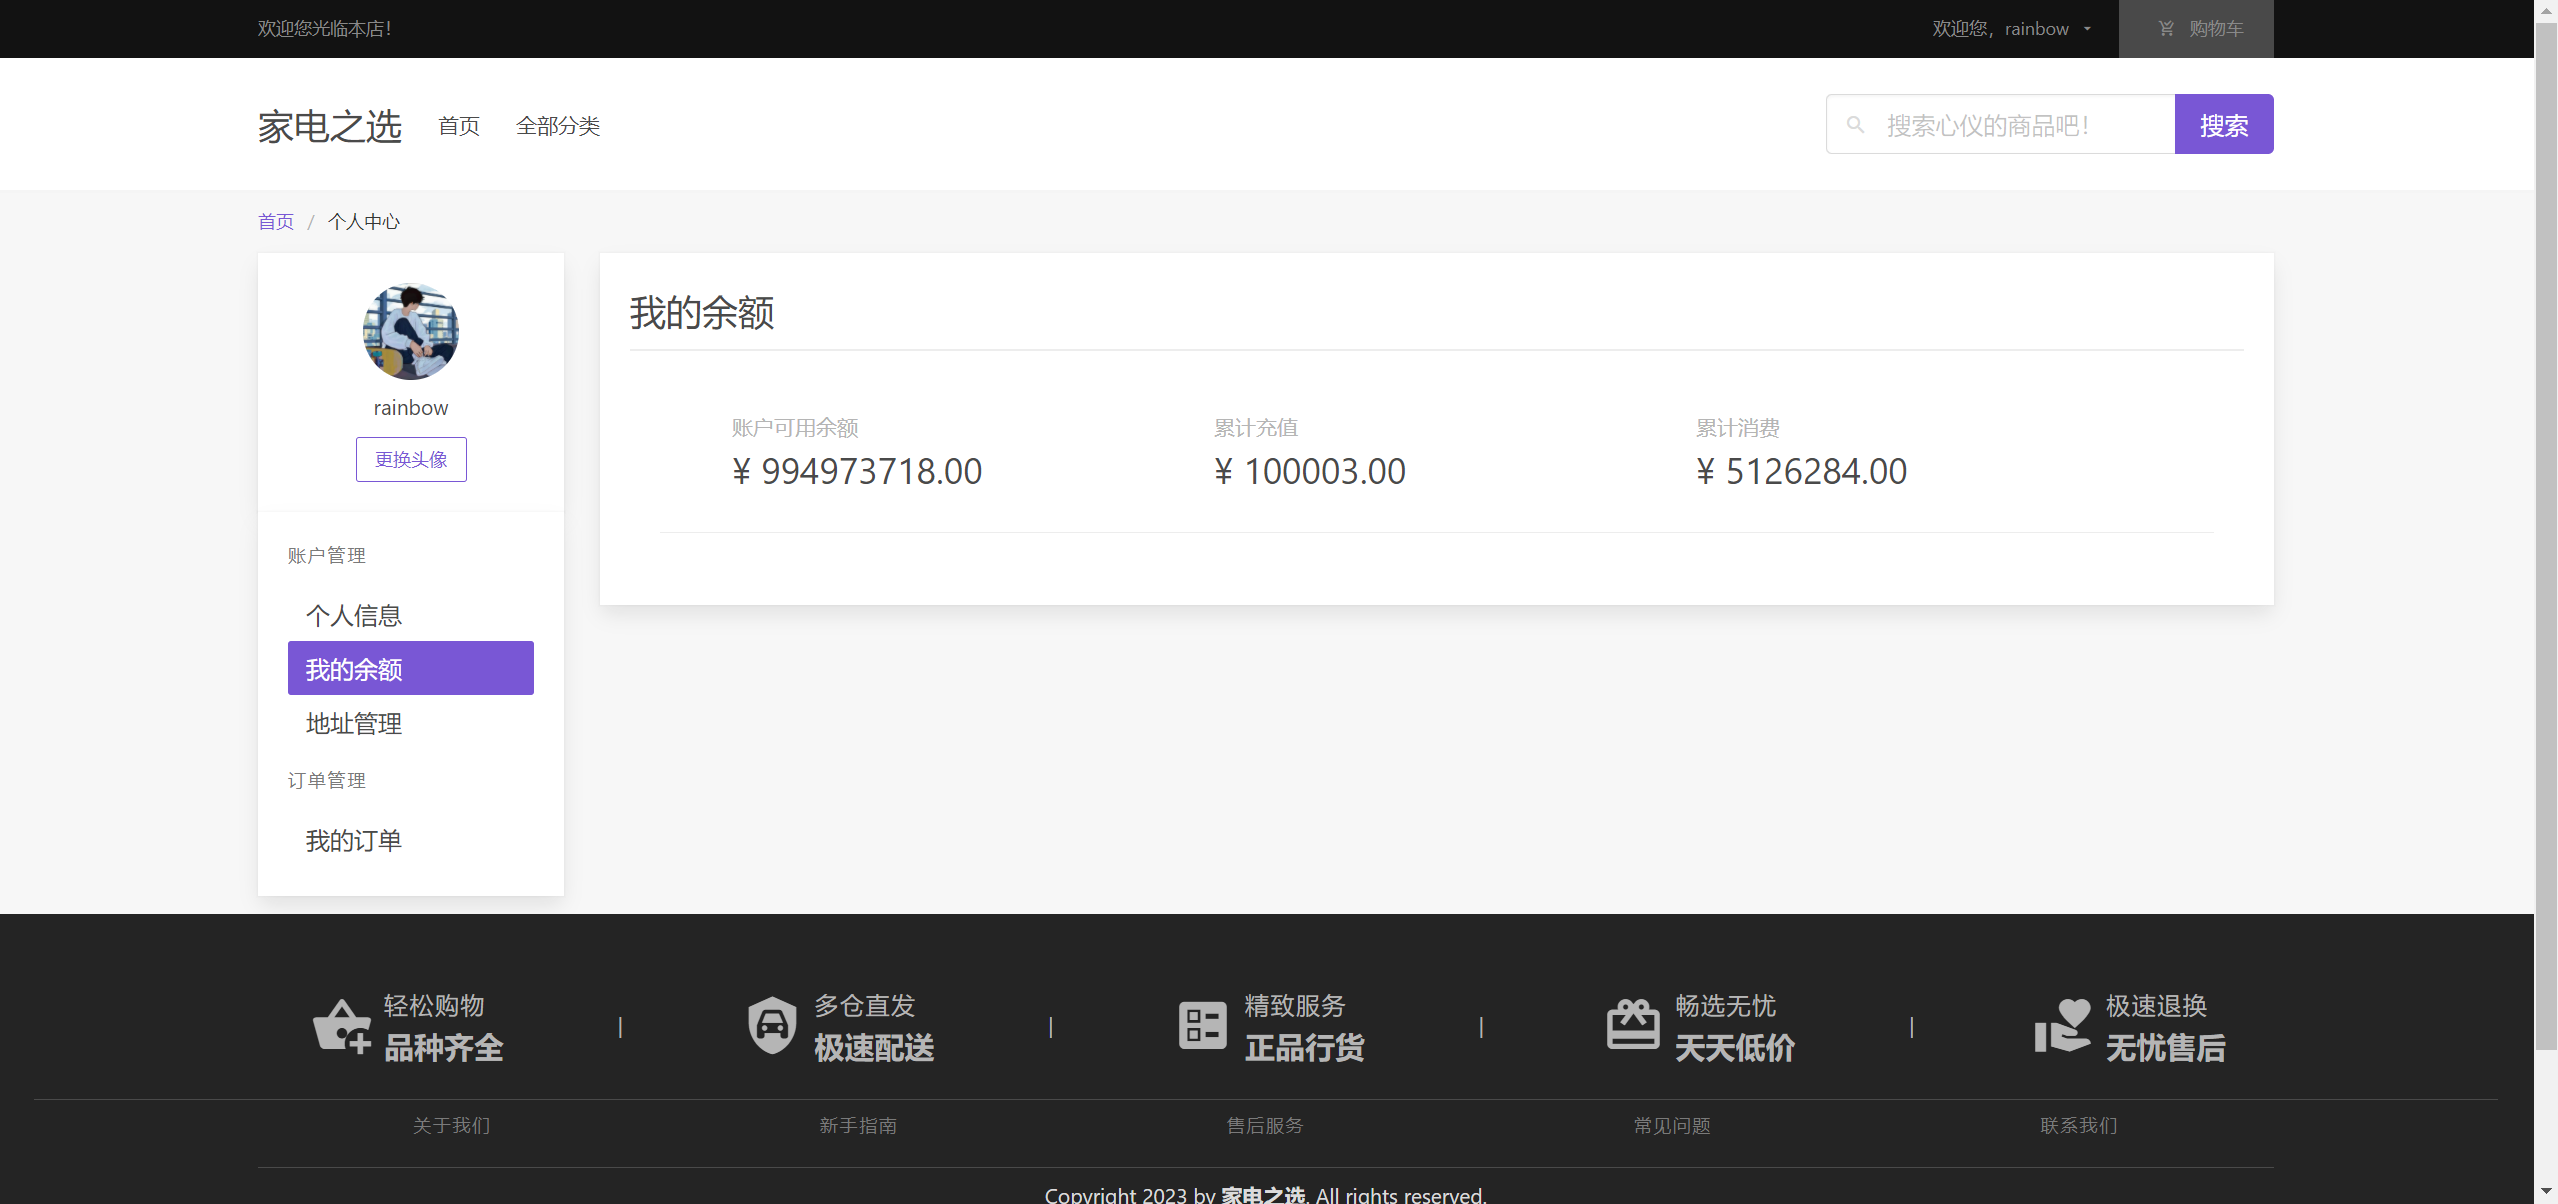 欢迎您光临本店！
欢迎您，rainbow
购物车
家电之选
首页
全部分类
搜索心仪的商品吧！
搜索
首页 / 个人中心
rainbow
更换头像
账户管理
个人信息
我的余额
地址管理
订单管理
我的订单
我的余额
账户可用余额
¥ 994973718.00
累计充值
¥ 100003.00
累计消费
¥ 5126284.00
轻松购物
品种齐全
|
多仓直发
极速配送
|
精致服务
正品行货
|
畅选无忧
天天低价
|
极速退换
无忧售后
关于我们
新手指南
售后服务
常见问题
联系我们
Copyright 2023 by 家电之选. All rights reserved.